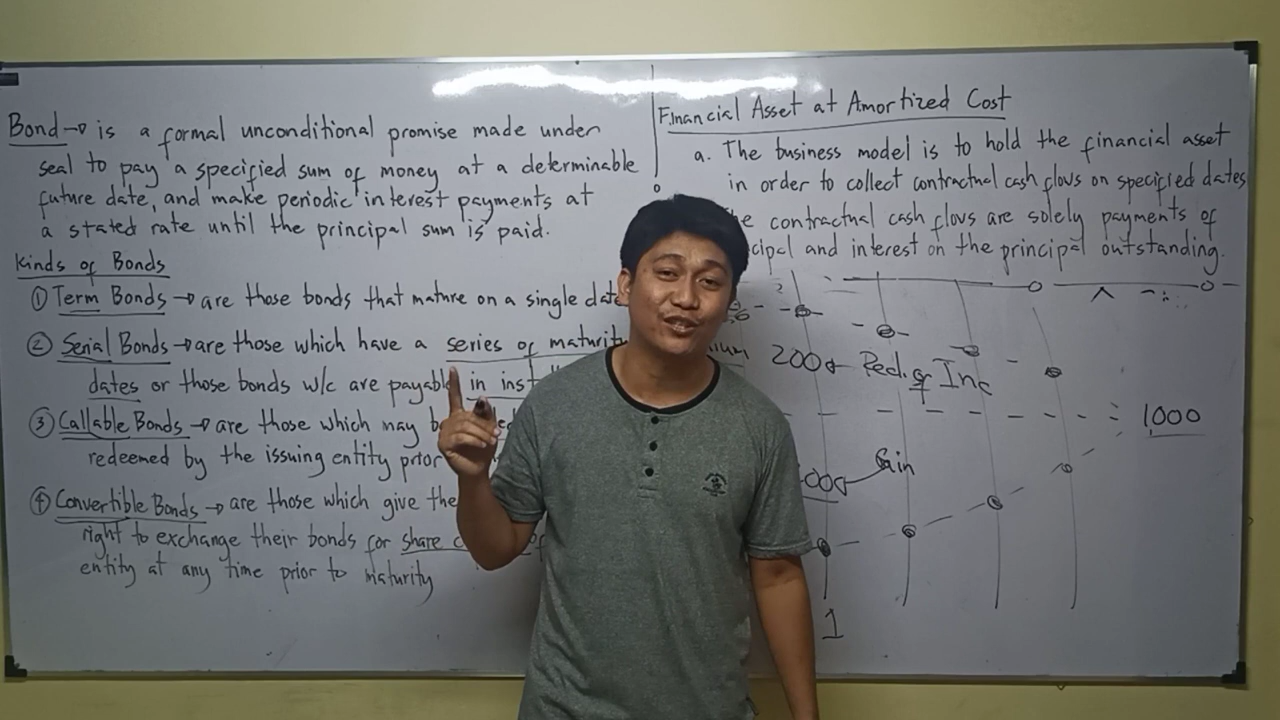 Bond → is a formal unconditional promise made under
seal to pay a specified sum of money at a determinable
future date, and make periodic interest payments at
a stated rate until the principal sum is paid.
Kinds of Bonds
① Term Bonds → are those bonds that mature on a single date
② Serial Bonds → are those which have a series of maturity
dates or those bonds w/c are payable in
③ Callable Bonds → are those which may
redeemed by the issuing entity prior
④ Convertible Bonds → are those which give the
right to exchange their bonds for share
entity at any time prior to maturity
Financial Asset at Amortized Cost
a. The business model is to hold the financial asset
in order to collect contractual cash flows on specified dates
contractual cash flows are solely payments of
and interest on the principal outstanding.
200 ← Red. of Inc
1000
Gain
1